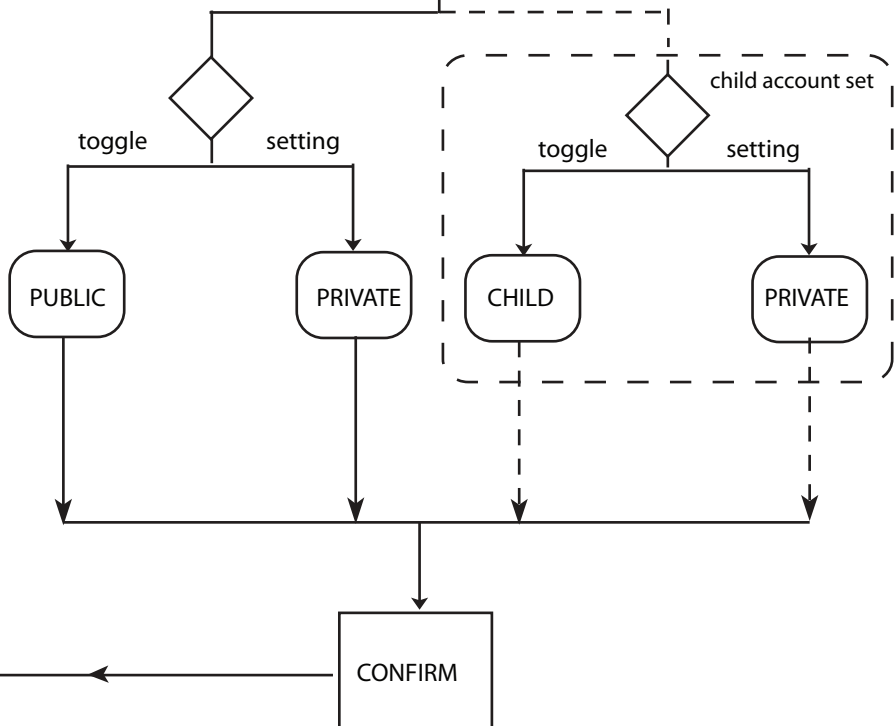 child account set
toggle setting
toggle setting
PUBLIC
PRIVATE
CHILD
PRIVATE
CONFIRM